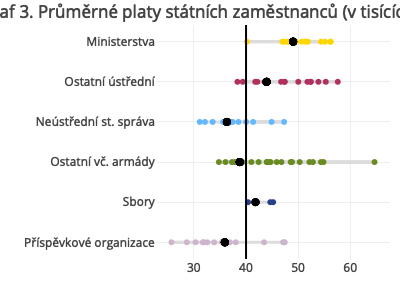 af 3. Průměrné platy státních zaměstnanců (v tisícíc
Ministerstva
Ostatní ústřední
Neústřední st. správa
Ostatní vč. armády
Sbory
Příspěvkové organizace
30 40 50 60